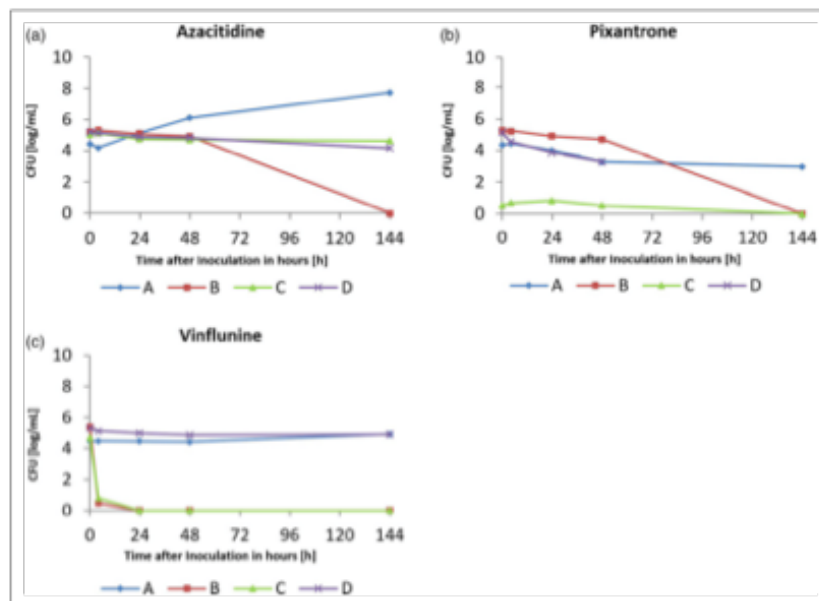 (a)
Azacitidine
CFU [log/mL]
10
8
6
4
2
0
0 24 48 72 96 120 144
Time after Inoculation in hours [h]
A B C D
(b)
Pixantrone
CFU [log/mL]
10
8
6
4
2
0
0 24 48 72 96 120 144
Time after Inoculation in hours [h]
A B C D
(c)
Vinflunine
CFU [log/mL]
10
8
6
4
2
0
0 24 48 72 96 120 144
Time after Inoculation in hours [h]
A B C D